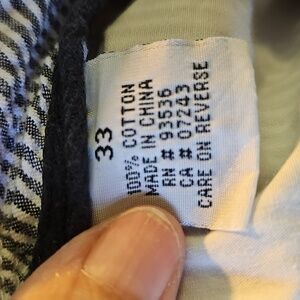 33
100% COTTON
MADE IN CHINA
RN # 93536
CA # 07243
CARE ON REVERSE